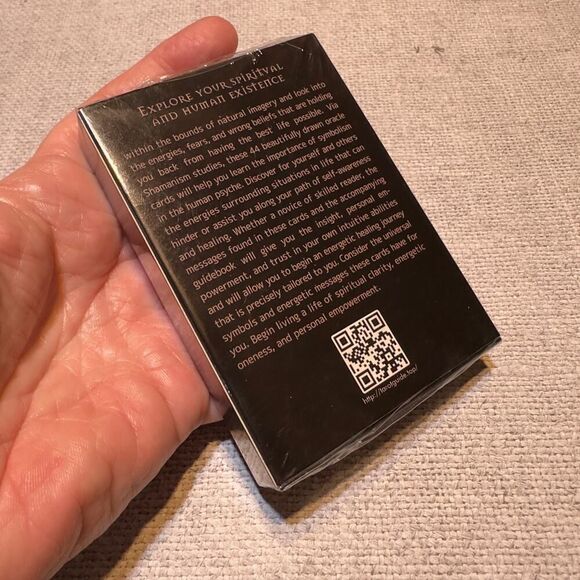 EXPLORE YOUR SPIRITUAL
AND HUMAN EXISTENCE
Within the bounds of natural imagery and look into
the energies, fears, and wrong beliefs that are holding
you back from having the best life possible. Via
Shamanism studies, these 44 beautifully drawn oracle
cards will help you learn the importance of symbolism
in the human psyche. Discover for yourself and others
the energies surrounding situations in life that can
hinder or assist you along your path of self-awareness
and healing. Whether a novice of skilled reader, the
messages found in these cards and the accompanying
guidebook will give you the insight, personal em-
powerment, and trust in your own intuitive abilities
and will allow you to begin an energetic healing journey
that is precisely tailored to you. Consider the universal
symbols and energetic messages these cards have for
you. Begin living a life of spiritual clarity, energetic
oneness, and personal empowerment.
http://tarotguide.top/